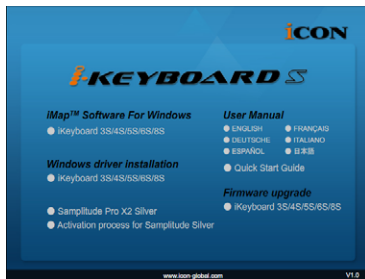 iCON
i-KEYBOARD S
iMap™ Software For Windows
iKeyboard 3S/4S/5S/6S/8S
Windows driver installation
iKeyboard 3S/4S/5S/6S/8S
Samplitude Pro X2 Silver
Activation process for Samplitude Silver
User Manual
ENGLISH FRANÇAIS
DEUTSCHE ITALIANO
ESPAÑOL 日本語
Quick Start Guide
Firmware upgrade
iKeyboard 3S/4S/5S/6S/8S
www.icon-global.com V1.0